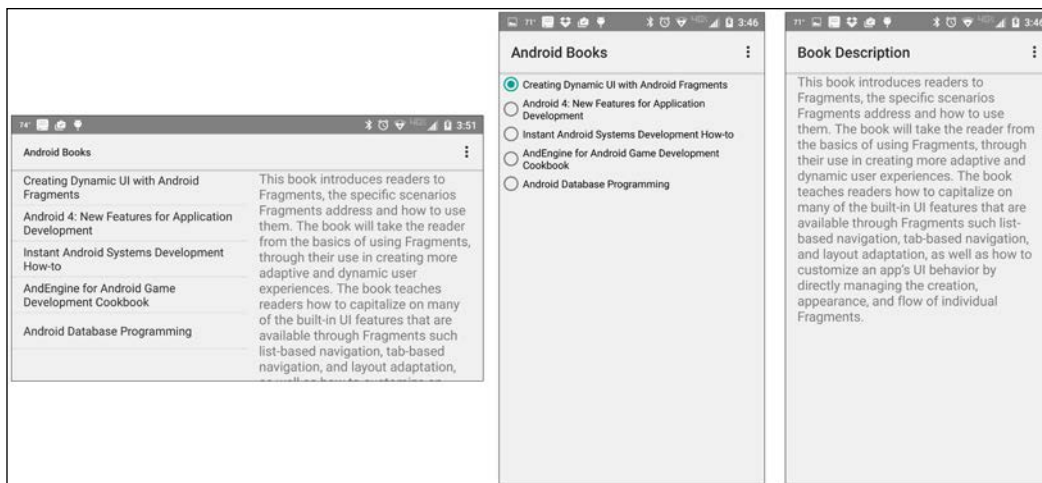 74°
3:51
Android Books
Creating Dynamic UI with Android
Fragments
Android 4: New Features for Application
Development
Instant Android Systems Development
How-to
AndEngine for Android Game
Development Cookbook
Android Database Programming
This book introduces readers to
Fragments, the specific scenarios
Fragments address and how to use
them. The book will take the reader
from the basics of using Fragments,
through their use in creating more
adaptive and dynamic user
experiences. The book teaches
readers how to capitalize on many
of the built-in UI features that are
available through Fragments such
list-based navigation, tab-based
navigation, and layout adaptation,
as well as how to customize an
71°
3:46
Android Books
Creating Dynamic UI with Android Fragments
Android 4: New Features for Application
Development
Instant Android Systems Development How-to
AndEngine for Android Game Development
Cookbook
Android Database Programming
71°
3:46
Book Description
This book introduces readers to
Fragments, the specific scenarios
Fragments address and how to use
them. The book will take the reader from
the basics of using Fragments, through
their use in creating more adaptive and
dynamic user experiences. The book
teaches readers how to capitalize on
many of the built-in UI features that are
available through Fragments such list-
based navigation, tab-based navigation,
and layout adaptation, as well as how to
customize an app's UI behavior by
directly managing the creation,
appearance, and flow of individual
Fragments.